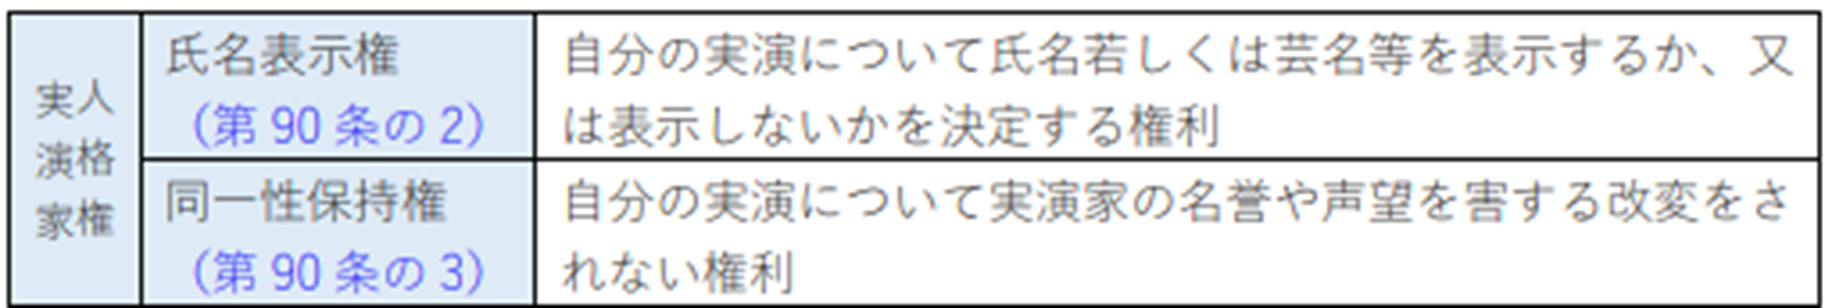 実演家
人格権
氏名表示権
（第 90 条の 2）
自分の実演について氏名若しくは芸名等を表示するか、又
は表示しないかを決定する権利
同一性保持権
（第 90 条の 3）
自分の実演について実演家の名誉や声望を害する改変をさ
れない権利